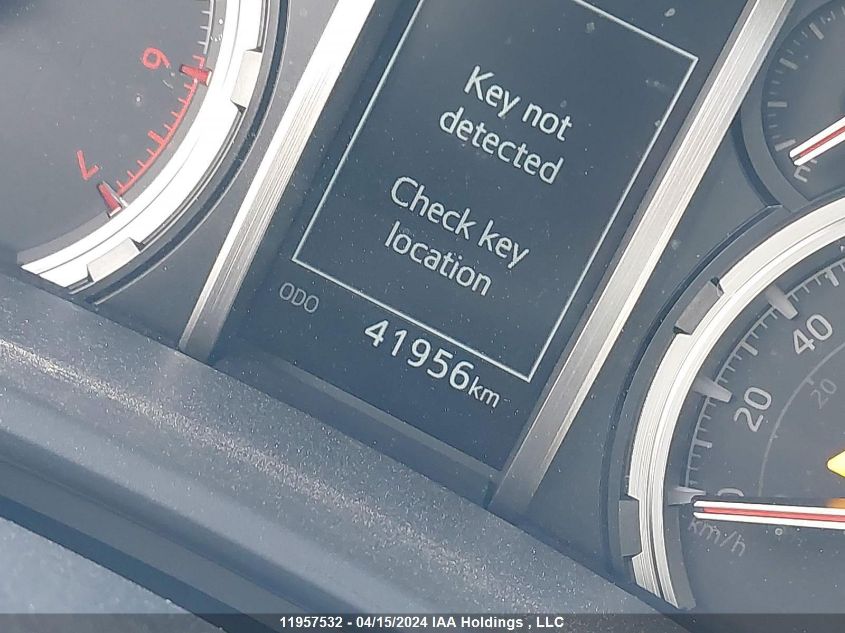 6
7
Key not
detected
Check key
location
ODO
41956km
E
40
20
20
0
km/h
11957532 - 04/15/2024 IAA Holdings , LLC